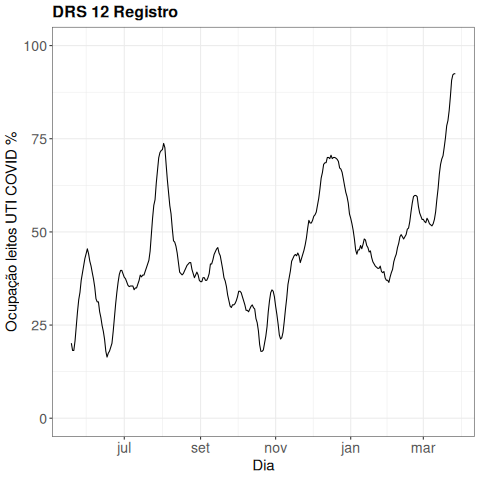 DRS 12 Registro
Ocupação leitos UTI COVID %
100
75
50
25
0
jul set nov jan mar
Dia